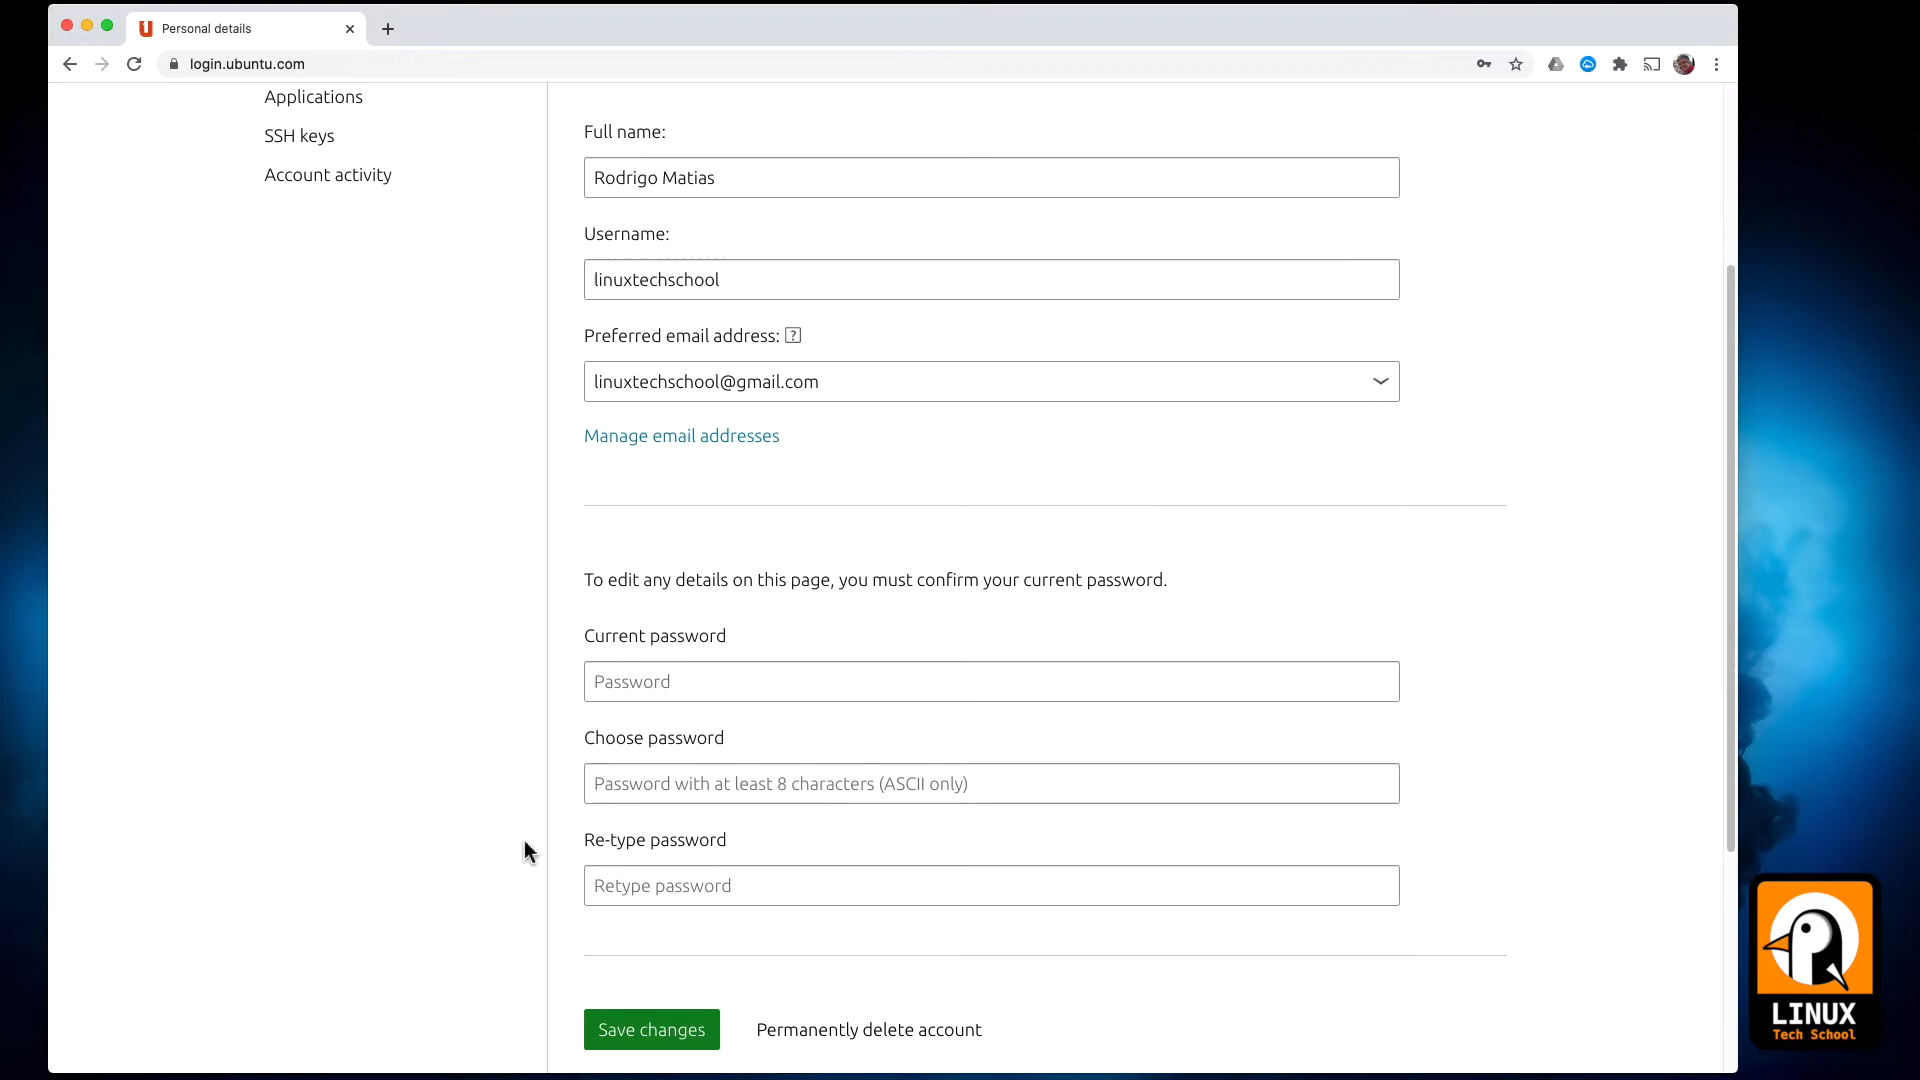 Personal details
login.ubuntu.com
Applications
SSH keys
Account activity
Full name:
Rodrigo Matias
Username:
linuxtechschool
Preferred email address: ?
linuxtechschool@gmail.com
Manage email addresses
To edit any details on this page, you must confirm your current password.
Current password
Password
Choose password
Password with at least 8 characters (ASCII only)
Re-type password
Retype password
Save changes
Permanently delete account
LINUX
Tech School